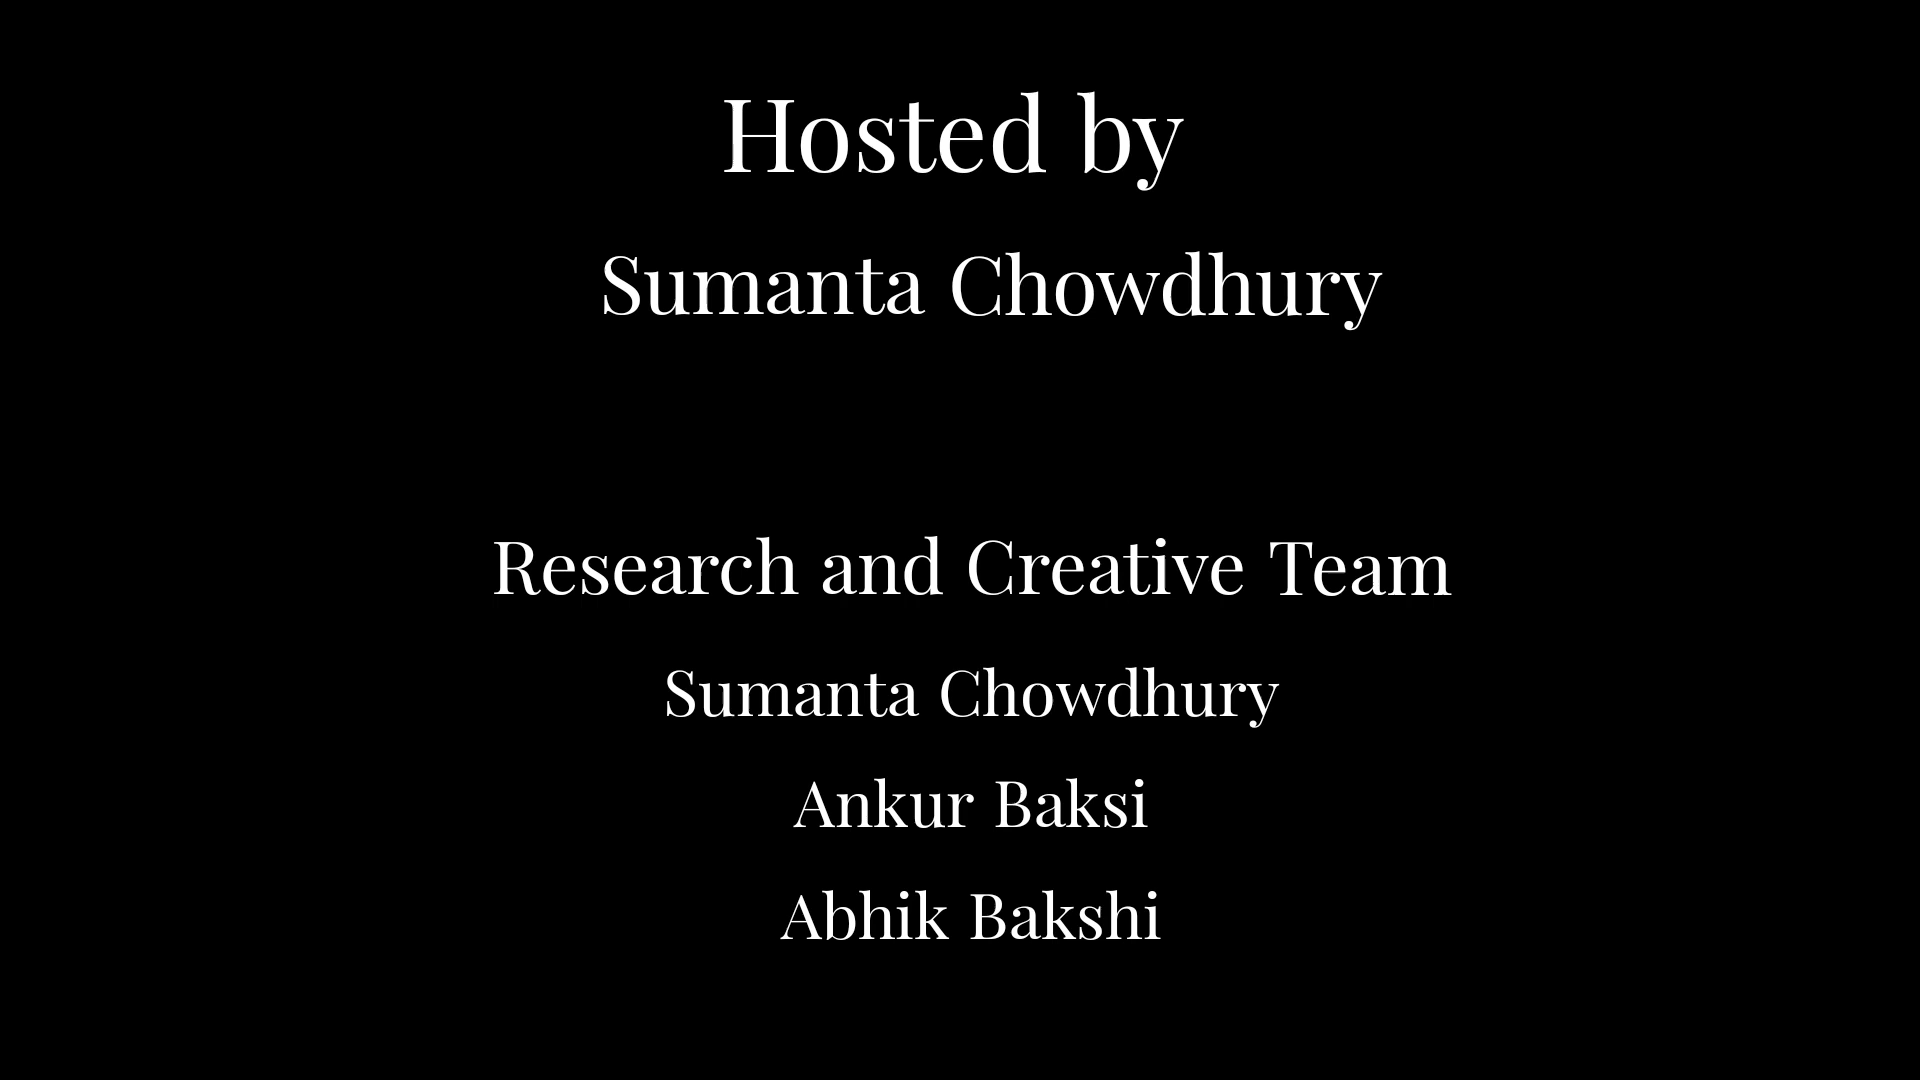 Hosted by
Sumanta Chowdhury
Research and Creative Team
Sumanta Chowdhury
Ankur Baksi
Abhik Bakshi